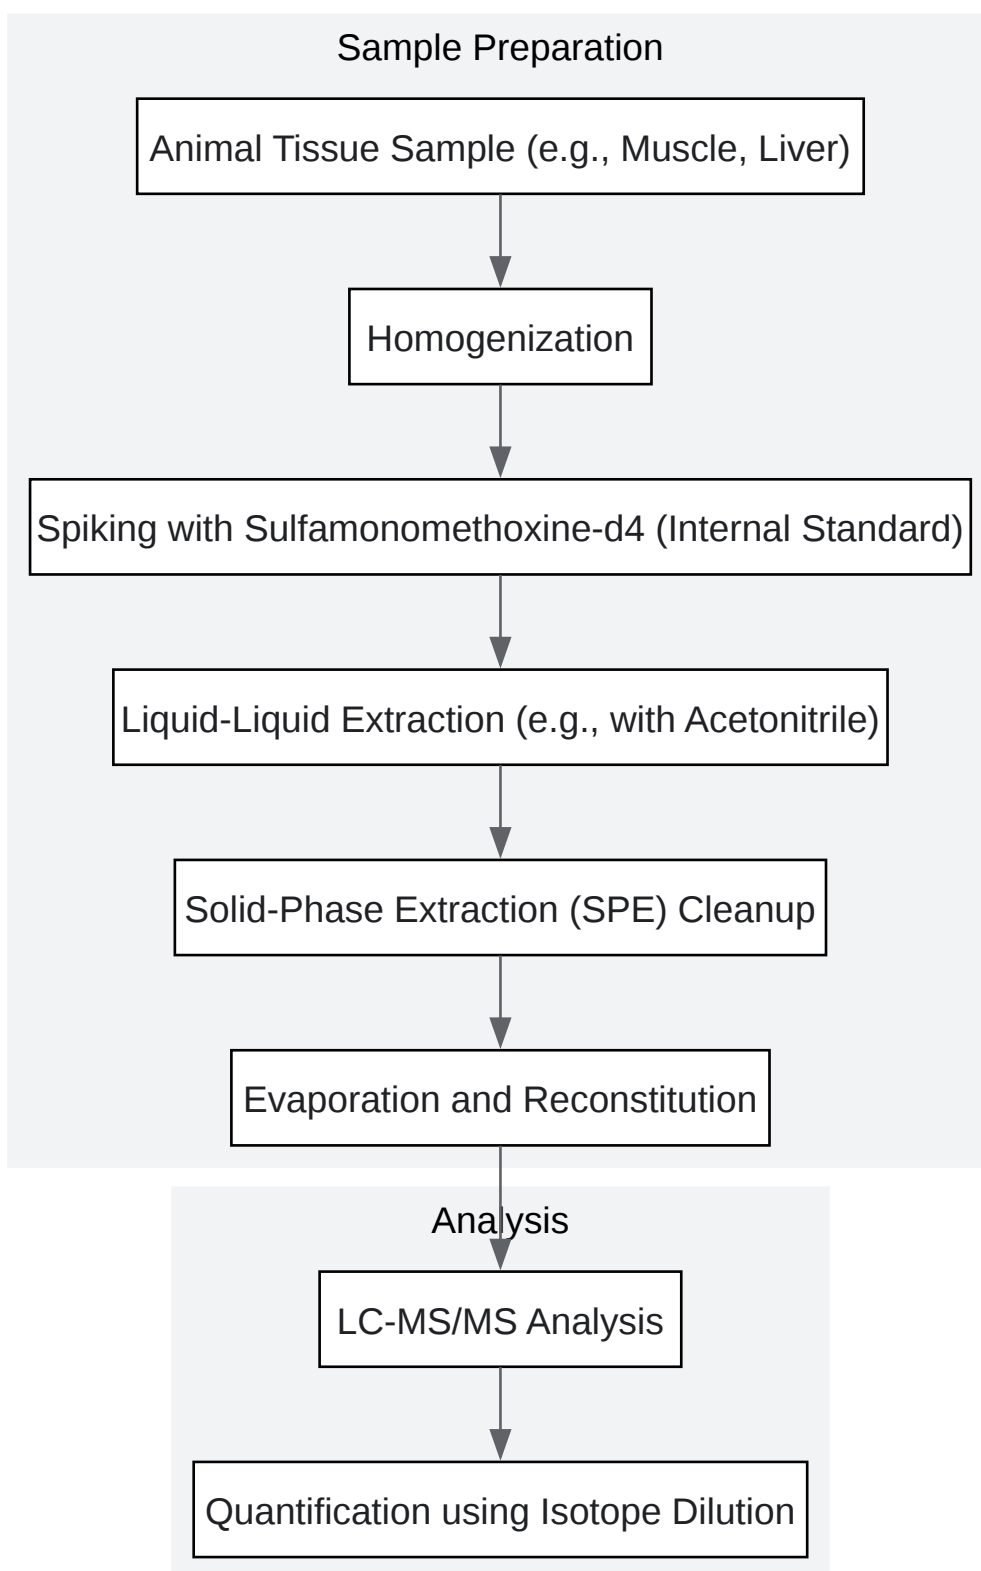 Sample Preparation
Animal Tissue Sample (e.g., Muscle, Liver)
Homogenization
Spiking with Sulfamonomethoxine-d4 (Internal Standard)
Liquid-Liquid Extraction (e.g., with Acetonitrile)
Solid-Phase Extraction (SPE) Cleanup
Evaporation and Reconstitution
Analysis
LC-MS/MS Analysis
Quantification using Isotope Dilution